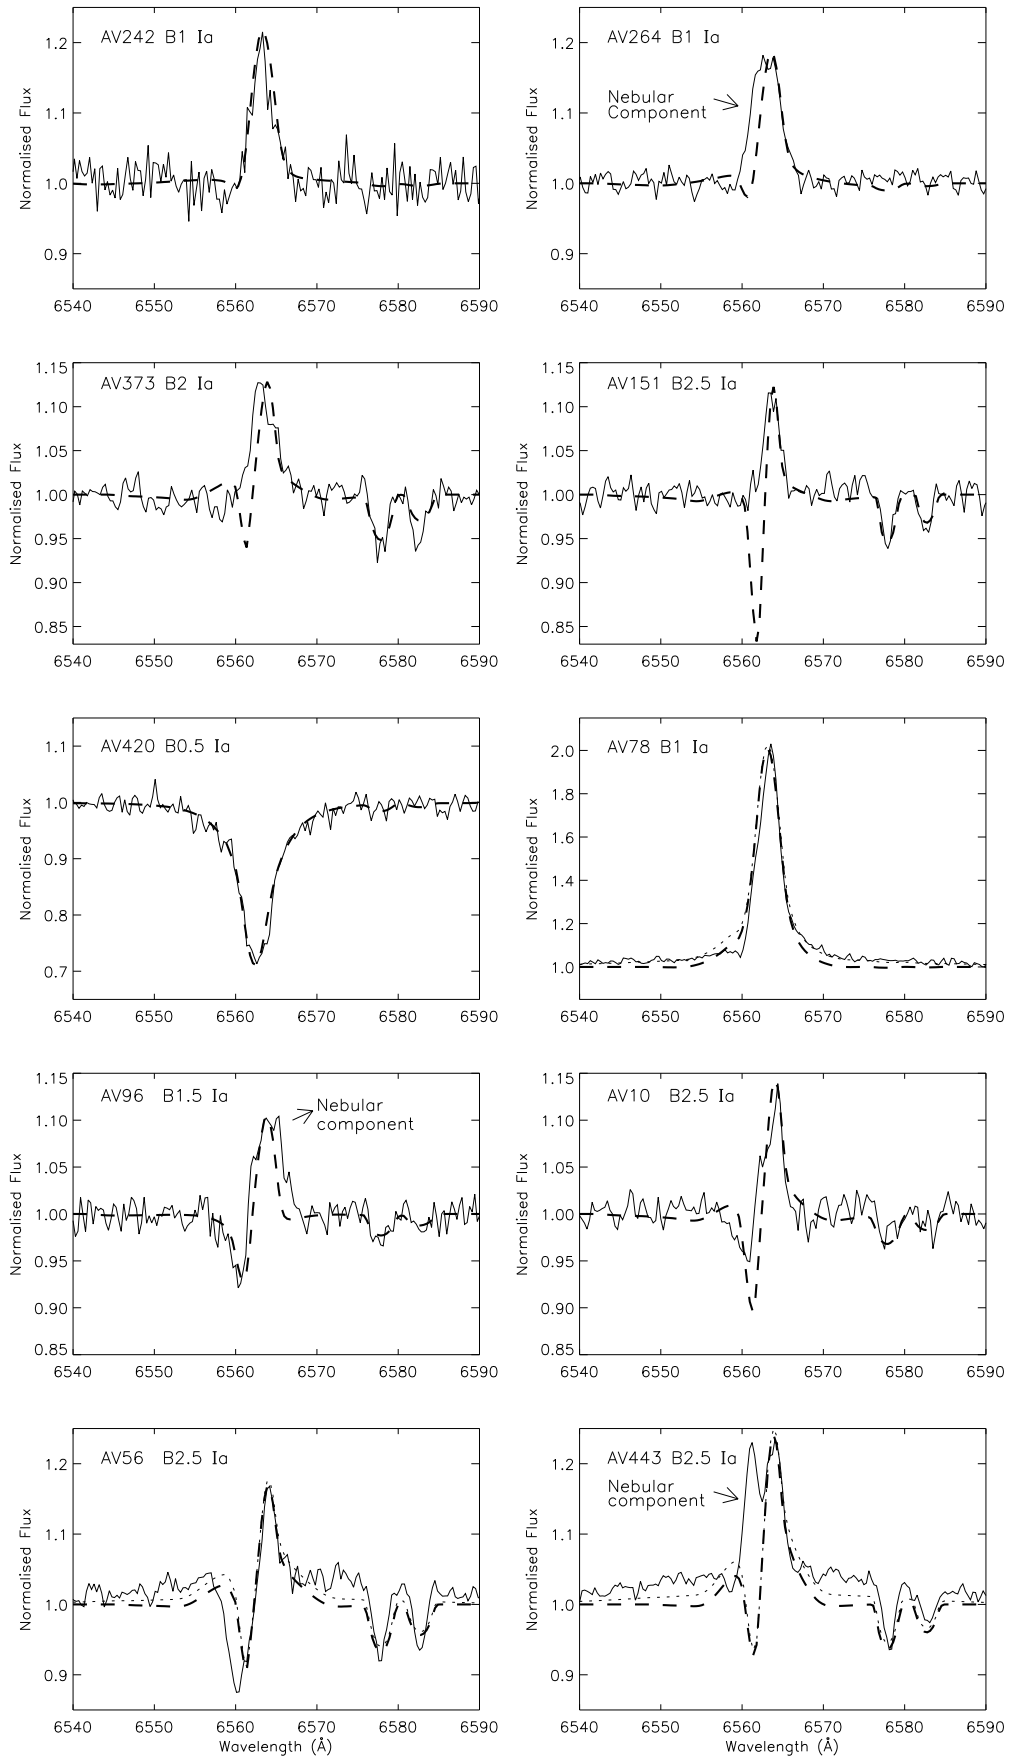 AV242 B1 Ia
1.2
1.1
1.0
0.9
Normalised Flux
6540 6550 6560 6570 6580 6590
AV264 B1 Ia
Nebular
Component
1.2
1.1
1.0
0.9
Normalised Flux
6540 6550 6560 6570 6580 6590
AV373 B2 Ia
1.15
1.10
1.05
1.00
0.95
0.90
0.85
Normalised Flux
6540 6550 6560 6570 6580 6590
AV151 B2.5 Ia
1.15
1.10
1.05
1.00
0.95
0.90
0.85
Normalised Flux
6540 6550 6560 6570 6580 6590
AV420 B0.5 Ia
1.1
1.0
0.9
0.8
0.7
Normalised Flux
6540 6550 6560 6570 6580 6590
AV78 B1 Ia
2.0
1.8
1.6
1.4
1.2
1.0
Normalised Flux
6540 6550 6560 6570 6580 6590
AV96 B1.5 Ia
Nebular
component
1.15
1.10
1.05
1.00
0.95
0.90
0.85
Normalised Flux
6540 6550 6560 6570 6580 6590
AV10 B2.5 Ia
1.15
1.10
1.05
1.00
0.95
0.90
0.85
Normalised Flux
6540 6550 6560 6570 6580 6590
AV56 B2.5 Ia
1.2
1.1
1.0
0.9
Normalised Flux
6540 6550 6560 6570 6580 6590
Wavelength (Å)
AV443 B2.5 Ia
Nebular
component
1.2
1.1
1.0
0.9
Normalised Flux
6540 6550 6560 6570 6580 6590
Wavelength (Å)